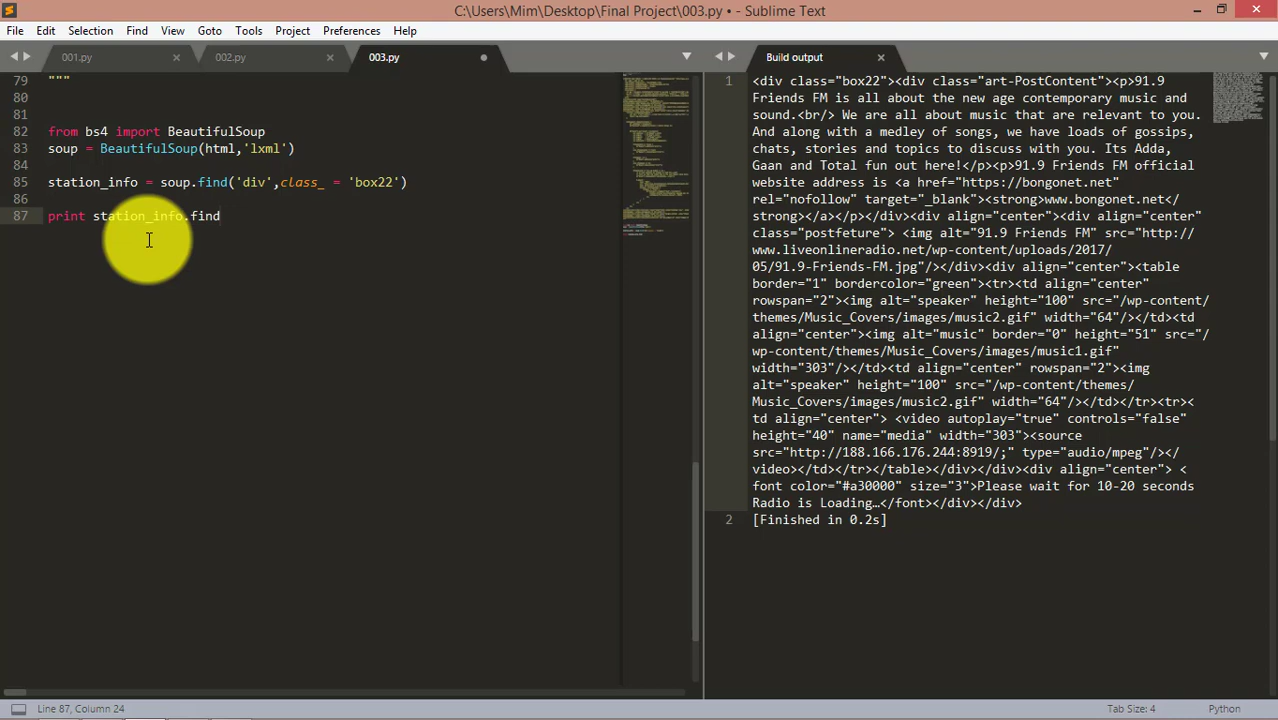 C:\Users\Mim\Desktop\Final Project\003.py • - Sublime Text
File Edit Selection Find View Goto Tools Project Preferences Help
001.py 002.py 003.py
79 """
80
81
82 from bs4 import BeautifulSoup
83 soup = BeautifulSoup(html,'lxml')
84
85 station_info = soup.find('div',class_ = 'box22')
86
87 print station_info.find
Build output
1 <div class="box22"><div class="art-PostContent"><p>91.9
Friends FM is all about the new age contemporary music and
sound.<br/> We are all about music that are relevant to you.
And along with a medley of songs, we have loads of gossips,
chats, stories and topics to discuss with you. Its Adda,
Gaan and Total fun out here!</p><p>91.9 Friends FM official
website address is <a href="https://bongonet.net"
rel="nofollow" target="_blank"><strong>www.bongonet.net</
strong></a></p></div><div align="center"><div align="center"
class="postfeture"> <img alt="91.9 Friends FM" src="http://
www.liveonlineradio.net/wp-content/uploads/2017/
05/91.9-Friends-FM.jpg"/></div><div align="center"><table
border="1" bordercolor="green"><tr><td align="center"
rowspan="2"><img alt="speaker" height="100" src="/wp-content/
themes/Music_Covers/images/music2.gif" width="64"/></td><td
align="center"><img alt="music" border="0" height="51" src="/
wp-content/themes/Music_Covers/images/music1.gif"
width="303"/></td><td align="center" rowspan="2"><img
alt="speaker" height="100" src="/wp-content/themes/
Music_Covers/images/music2.gif" width="64"/></td></tr><tr><
td align="center"> <video autoplay="true" controls="false"
height="40" name="media" width="303"><source
src="http://188.166.176.244:8919/;" type="audio/mpeg"/></
video></td></tr></table></div></div><div align="center"> <
font color="#a30000" size="3">Please wait for 10-20 seconds
Radio is Loading…</font></div></div>
2 [Finished in 0.2s]
Line 87, Column 24
Tab Size: 4
Python